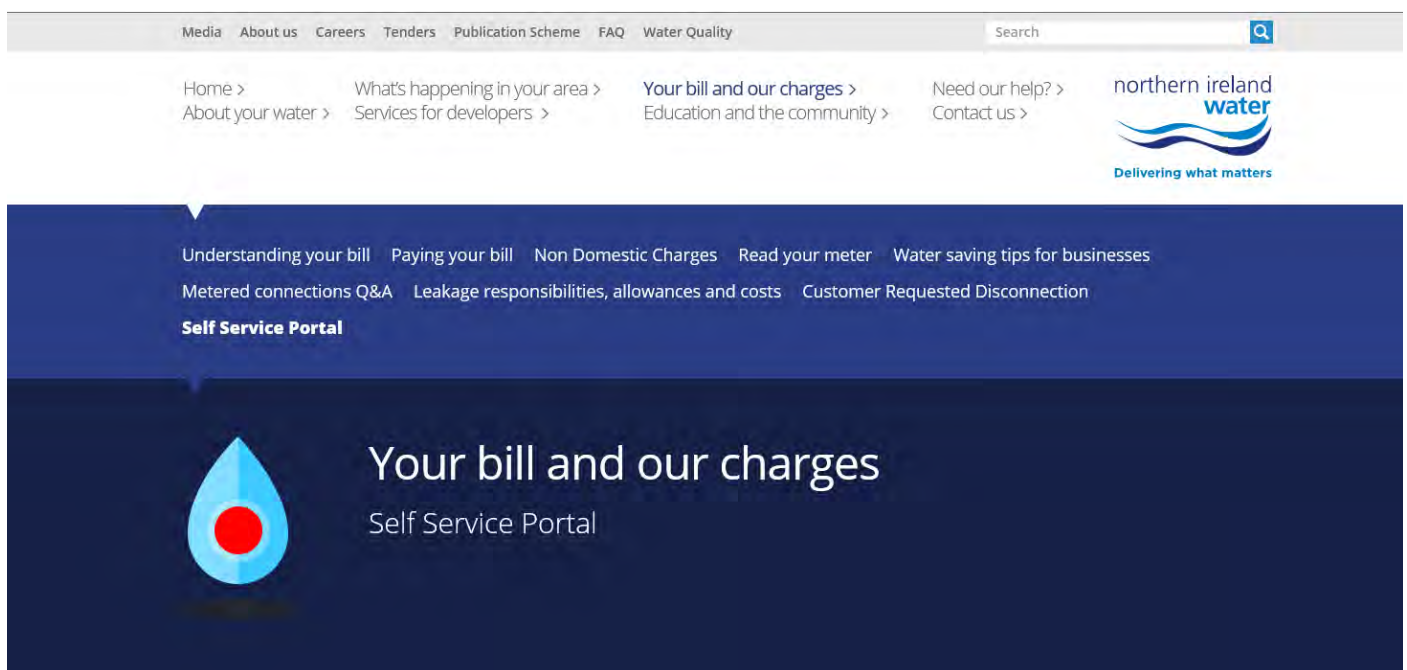 Media About us Careers Tenders Publication Scheme FAQ Water Quality Search
Home > What's happening in your area > Your bill and our charges > Need our help? >
About your water > Services for developers > Education and the community > Contact us >
northern ireland
water
Delivering what matters
Understanding your bill Paying your bill Non Domestic Charges Read your meter Water saving tips for businesses
Metered connections Q&A Leakage responsibilities, allowances and costs Customer Requested Disconnection
Self Service Portal
Your bill and our charges
Self Service Portal